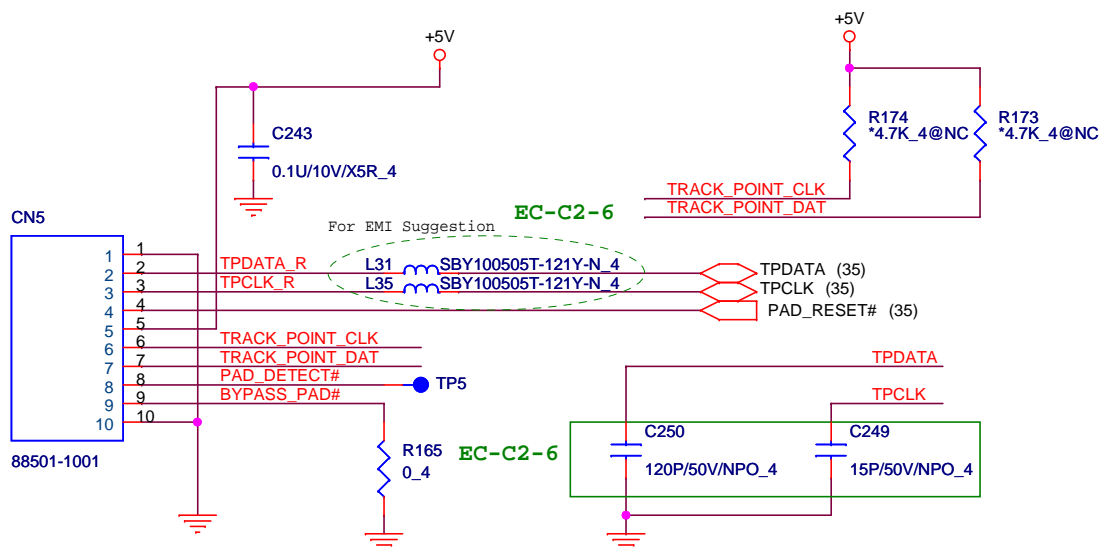 +5V
+5V
C243
0.1U/10V/X5R_4
R174
*4.7K_4@NC
R173
*4.7K_4@NC
TRACK_POINT_CLK
TRACK_POINT_DAT
EC-C2-6
For EMI Suggestion
CN5
1 1
2 2 TPDATA_R L31 SBY100505T-121Y-N_4 TPDATA (35)
3 3 TPCLK_R L35 SBY100505T-121Y-N_4 TPCLK (35)
4 4 PAD_RESET# (35)
5 5
6 6 TRACK_POINT_CLK
7 7 TRACK_POINT_DAT
8 8 PAD_DETECT# TP5
9 9 BYPASS_PAD#
10 10
88501-1001
R165
0_4
TPDATA
TPCLK
EC-C2-6
C250
120P/50V/NPO_4
C249
15P/50V/NPO_4